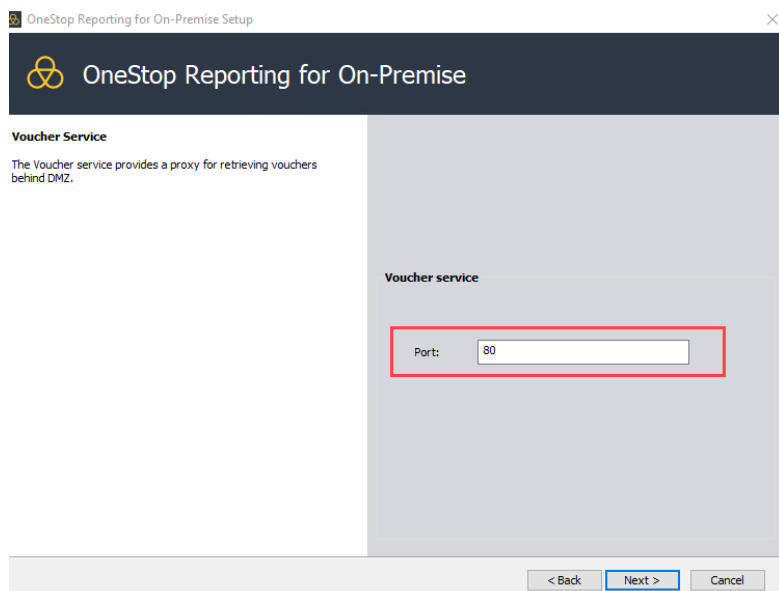 OneStop Reporting for On-Premise Setup
OneStop Reporting for On-Premise
Voucher Service
The Voucher service provides a proxy for retrieving vouchers
behind DMZ.
Voucher service
Port:
80
< Back
Next >
Cancel